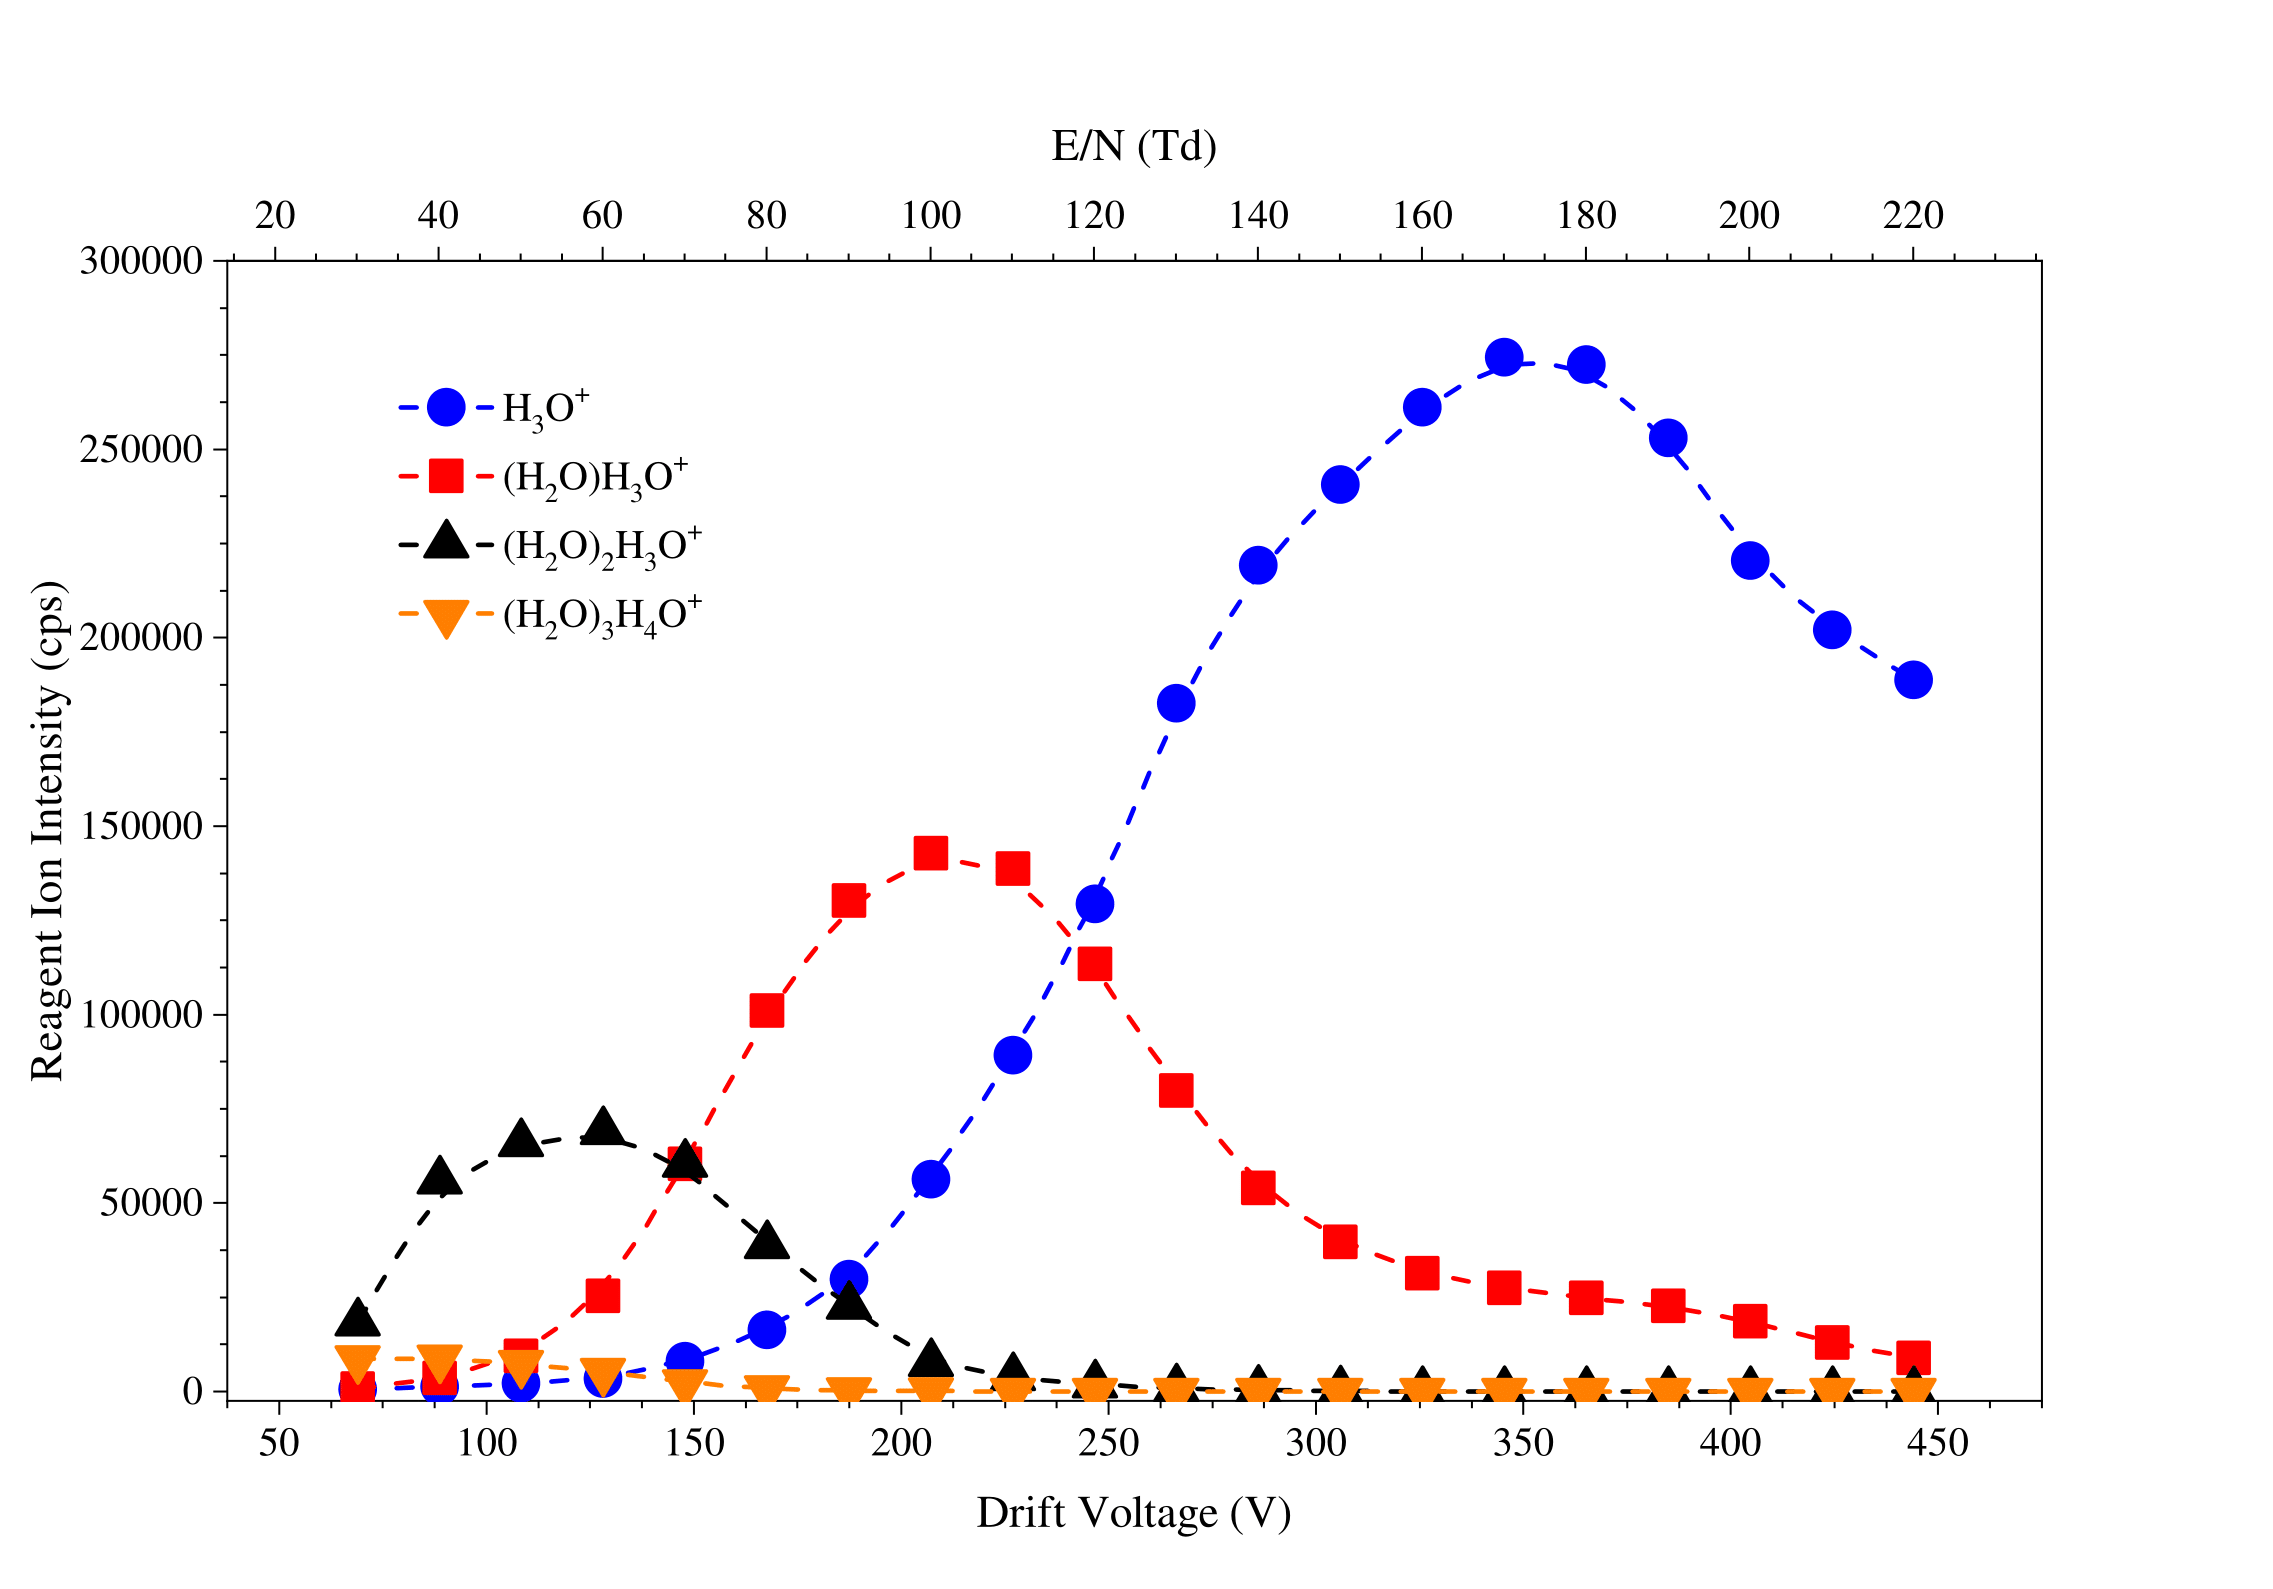 E/N (Td)
20 40 60 80 100 120 140 160 180 200 220
300000
250000
200000
150000
100000
50000
0
Reagent Ion Intensity (cps)
H₃O⁺
(H₂O)H₃O⁺
(H₂O)₂H₃O⁺
(H₂O)₃H₄O⁺
50 100 150 200 250 300 350 400 450
Drift Voltage (V)